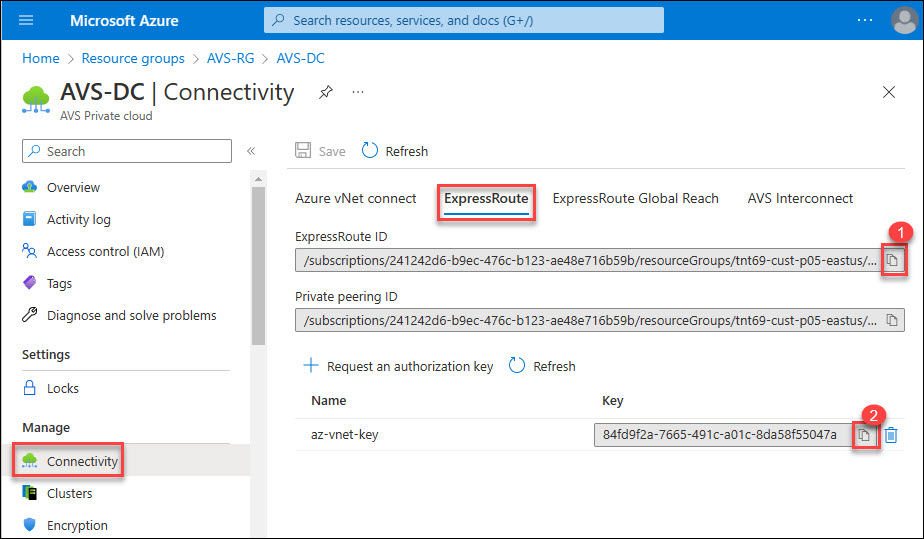 Microsoft Azure
Search resources, services, and docs (G+/)
Home > Resource groups > AVS-RG > AVS-DC
AVS-DC | Connectivity
AVS Private cloud
Search
Overview
Activity log
Access control (IAM)
Tags
Diagnose and solve problems
Settings
Locks
Manage
Connectivity
Clusters
Encryption
Save Refresh
Azure vNet connect ExpressRoute ExpressRoute Global Reach AVS Interconnect
1
ExpressRoute ID
/subscriptions/241242d6-b9ec-476c-b123-ae48e716b59b/resourceGroups/tnt69-cust-p05-eastus/...
Private peering ID
/subscriptions/241242d6-b9ec-476c-b123-ae48e716b59b/resourceGroups/tnt69-cust-p05-eastus/...
Request an authorization key Refresh
Name Key
2
az-vnet-key 84fd9f2a-7665-491c-a01c-8da58f55047a